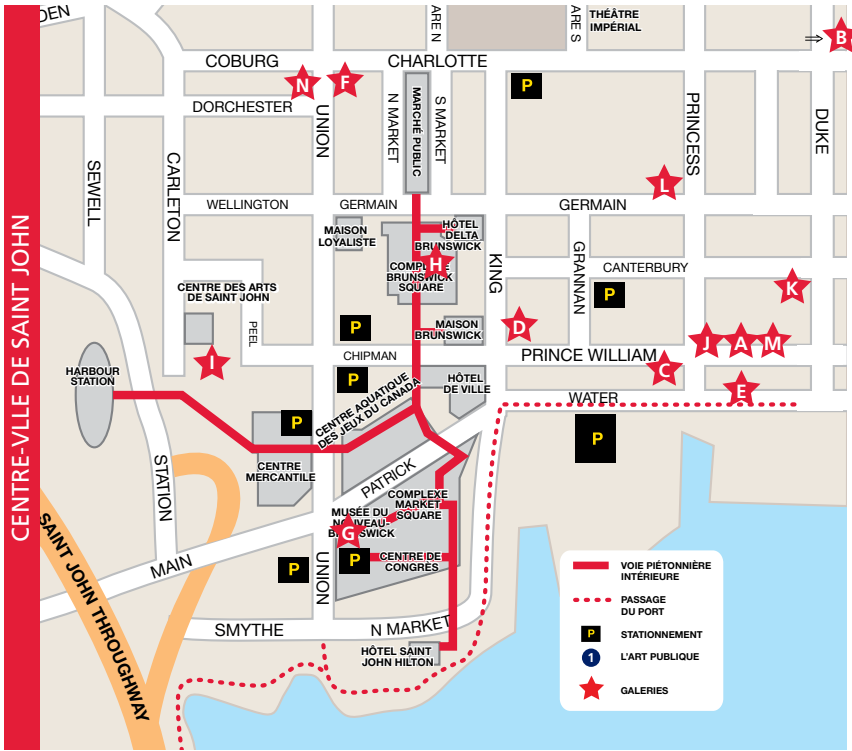 CENTRE-VLLE DE SAINT JOHN
DEN
ARE N
ARE S
THÉÂTRE
IMPÉRIAL
B
COBURG
CHARLOTTE
N
F
P
DORCHESTER
UNION
N MARKET
MARCHÉ PUBLIC
S MARKET
PRINCESS
DUKE
SEWELL
CARLETON
L
WELLINGTON
GERMAIN
GERMAIN
MAISON
LOYALISTE
HÔTEL
DELTA
BRUNSWICK
H
BRUNSWICK
SQUARE
KING
GRANNAN
CANTERBURY
K
CENTRE DES ARTS
DE SAINT JOHN
P
PEEL
P
MAISON
BRUNSWICK
D
J
A
M
I
CHIPMAN
PRINCE WILLIAM
C
HARBOUR
STATION
P
CENTRE AQUATIQUE
DES JEUX DU CANADA
HÔTEL
DE VILLE
E
WATER
P
P
STATION
CENTRE
MERCANTILE
PATRICK
COMPLEXE
MARKET
SQUARE
MUSÉE DU
G
MAIN
P
UNION
P
CENTRE DE
CONGRÈS
SAINT JOHN THROUGHWAY
SMYTHE
N MARKET
HÔTEL SAINT
JOHN HILTON
VOIE PIÉTONNIÈRE
INTÉRIEURE
PASSAGE
DU PORT
P
STATIONNEMENT
1
L'ART PUBLIQUE
GALERIES